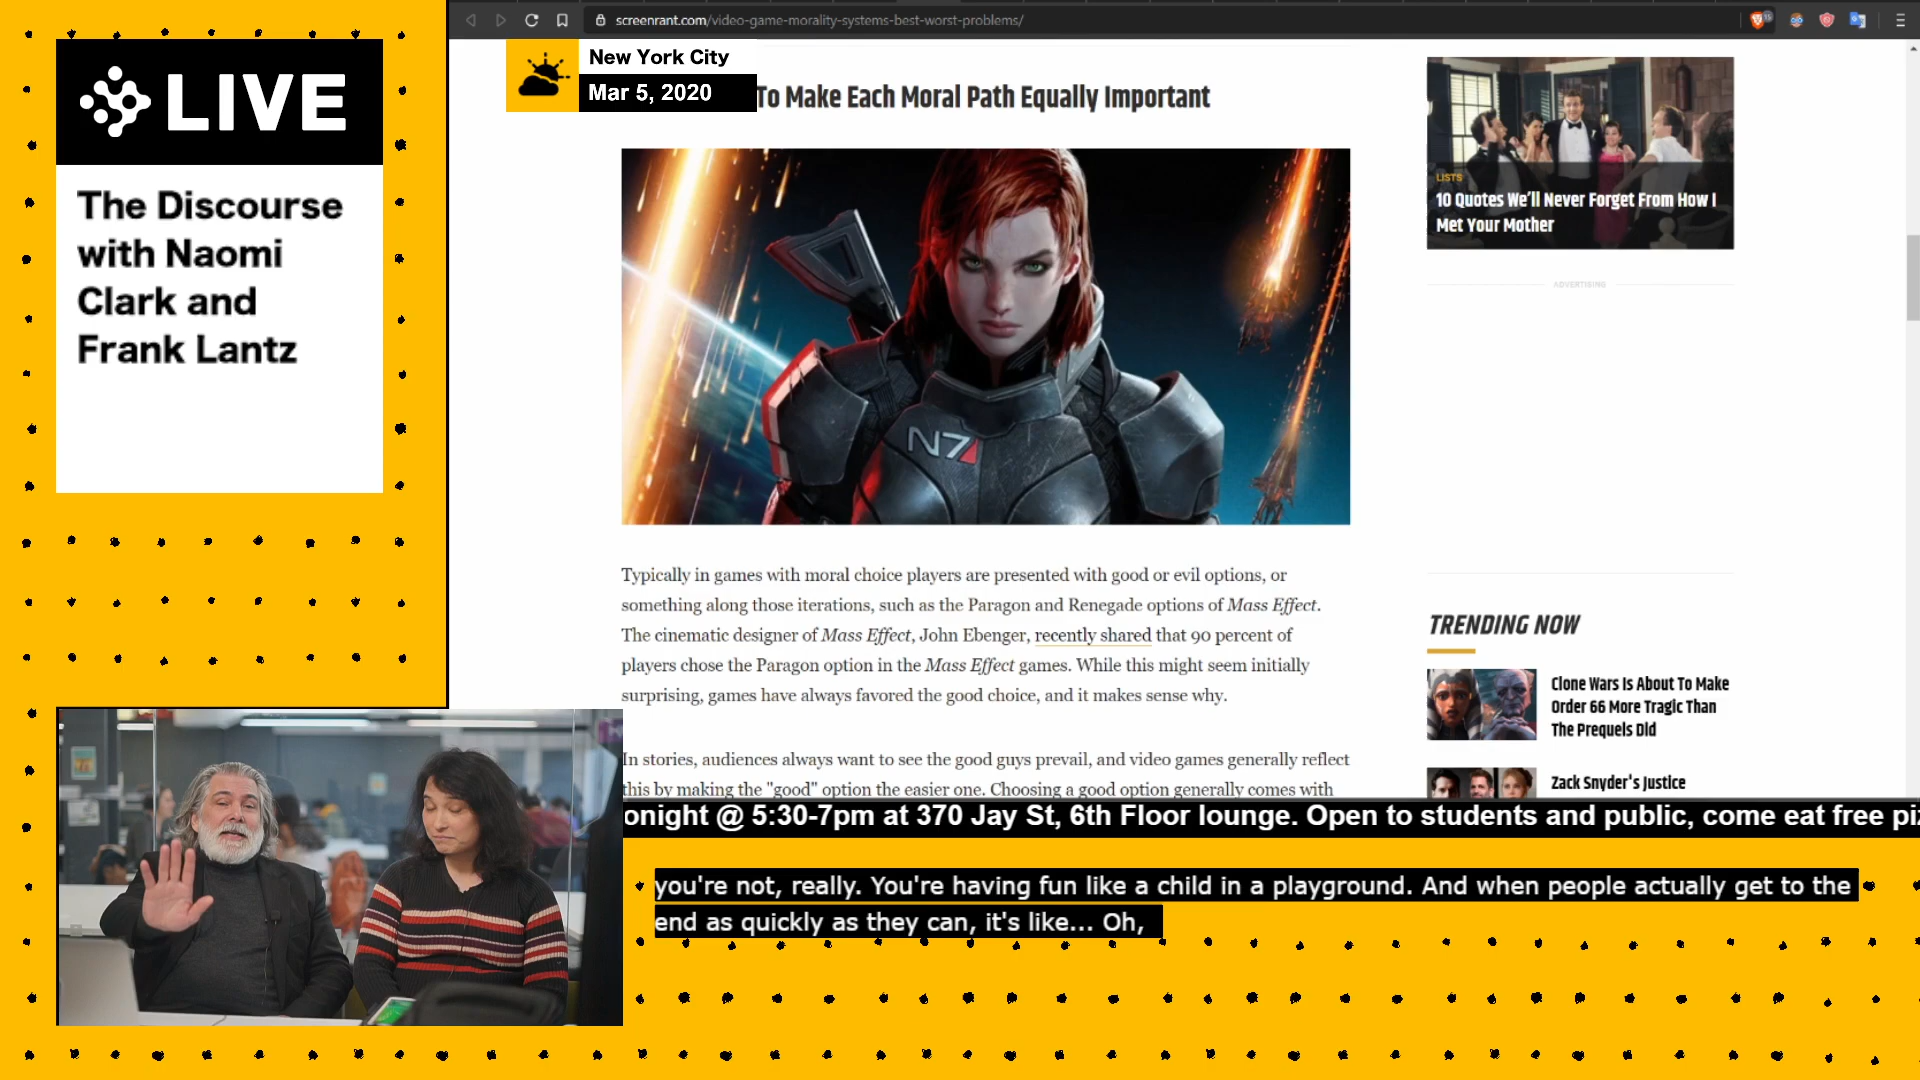 LIVE
The Discourse
with Naomi
Clark and
Frank Lantz
screenrant.com/video-game-morality-systems-best-worst-problems/
New York City
Mar 5, 2020
To Make Each Moral Path Equally Important
N7
Typically in games with moral choice players are presented with good or evil options, or
something along those iterations, such as the Paragon and Renegade options of Mass Effect.
The cinematic designer of Mass Effect, John Ebenger, recently shared that 90 percent of
players chose the Paragon option in the Mass Effect games. While this might seem initially
surprising, games have always favored the good choice, and it makes sense why.
In stories, audiences always want to see the good guys prevail, and video games generally reflect
this by making the "good" option the easier one. Choosing a good option generally comes with
LISTS
10 Quotes We'll Never Forget From How I
Met Your Mother
ADVERTISING
TRENDING NOW
Clone Wars Is About To Make
Order 66 More Tragic Than
The Prequels Did
Zack Snyder's Justice
onight @ 5:30-7pm at 370 Jay St, 6th Floor lounge. Open to students and public, come eat free piz
you're not, really. You're having fun like a child in a playground. And when people actually get to the
end as quickly as they can, it's like... Oh,